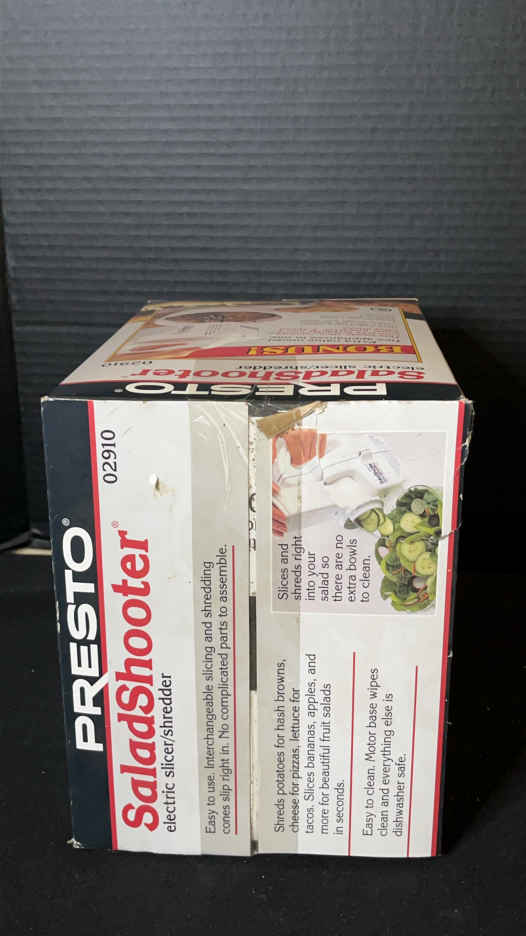 PRESTO®
SaladShooter®
electric slicer/shredder
02910
Easy to use. Interchangeable slicing and shredding
cones slip right in. No complicated parts to assemble.
Shreds potatoes for hash browns,
cheese for pizzas, lettuce for
tacos. Slices bananas, apples, and
more for beautiful fruit salads
in seconds.
Easy to clean. Motor base wipes
clean and everything else is
dishwasher safe.
Slices and
shreds right
into your
salad so
there are no
extra bowls
to clean.
PRESTO®
SaladShooter
electric slicer/shredder
02910
BONUS!